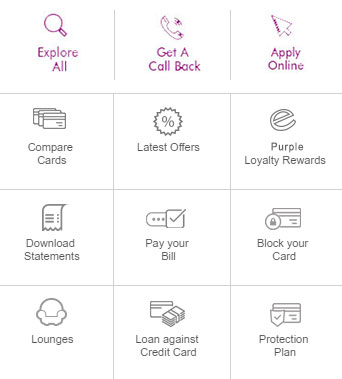 Explore
All
Get A
Call Back
Apply
Online
Compare
Cards
%
Latest Offers
Purple
Loyalty Rewards
Download
Statements
Pay your
Bill
Block your
Card
Lounges
Loan against
Credit Card
Protection
Plan